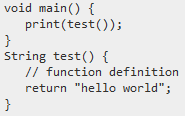 void main() {
   print(test());
}
String test() {
   // function definition
   return "hello world";
}